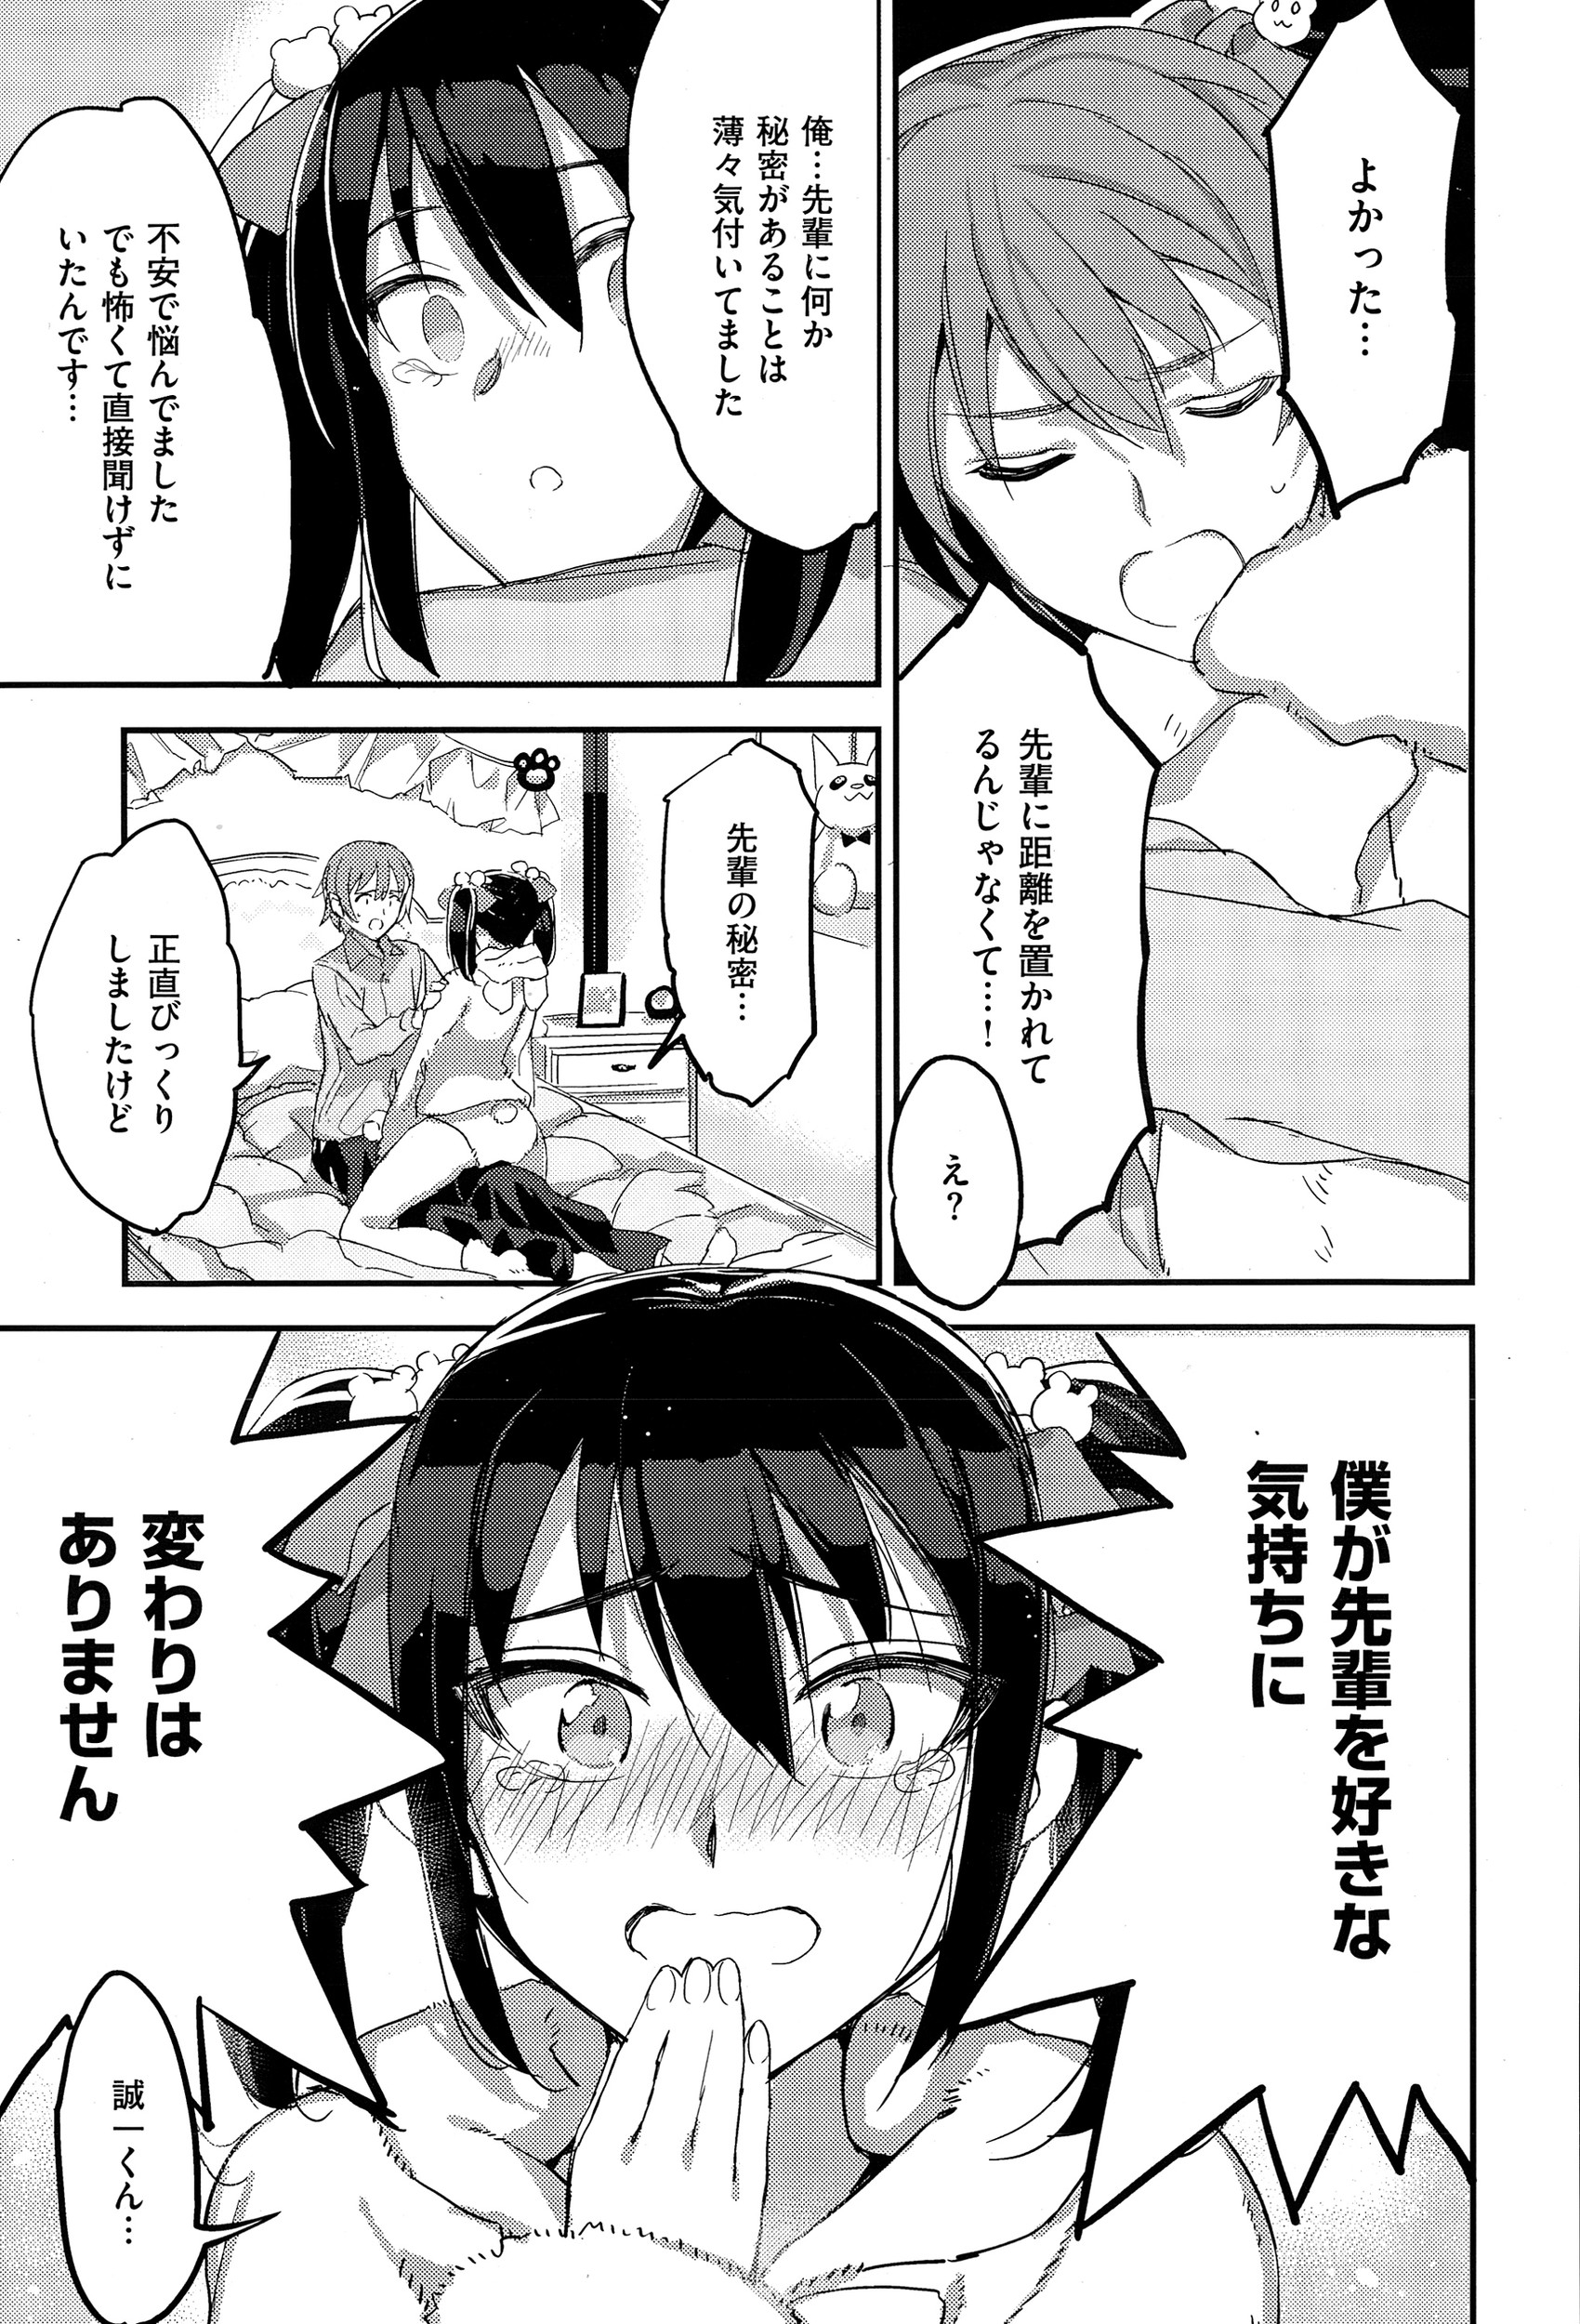 よかった…
先輩に距離を置かれて
るんじゃなくて…!
え?
俺…先輩に何か
秘密があることは
薄々気付いてました
不安で悩んでました
でも怖くて直接聞けずに
いたんです…
先輩の秘密…
正直びっくり
しましたけど
僕が先輩を好きな
気持ちに
変わりは
ありません
誠一くん…